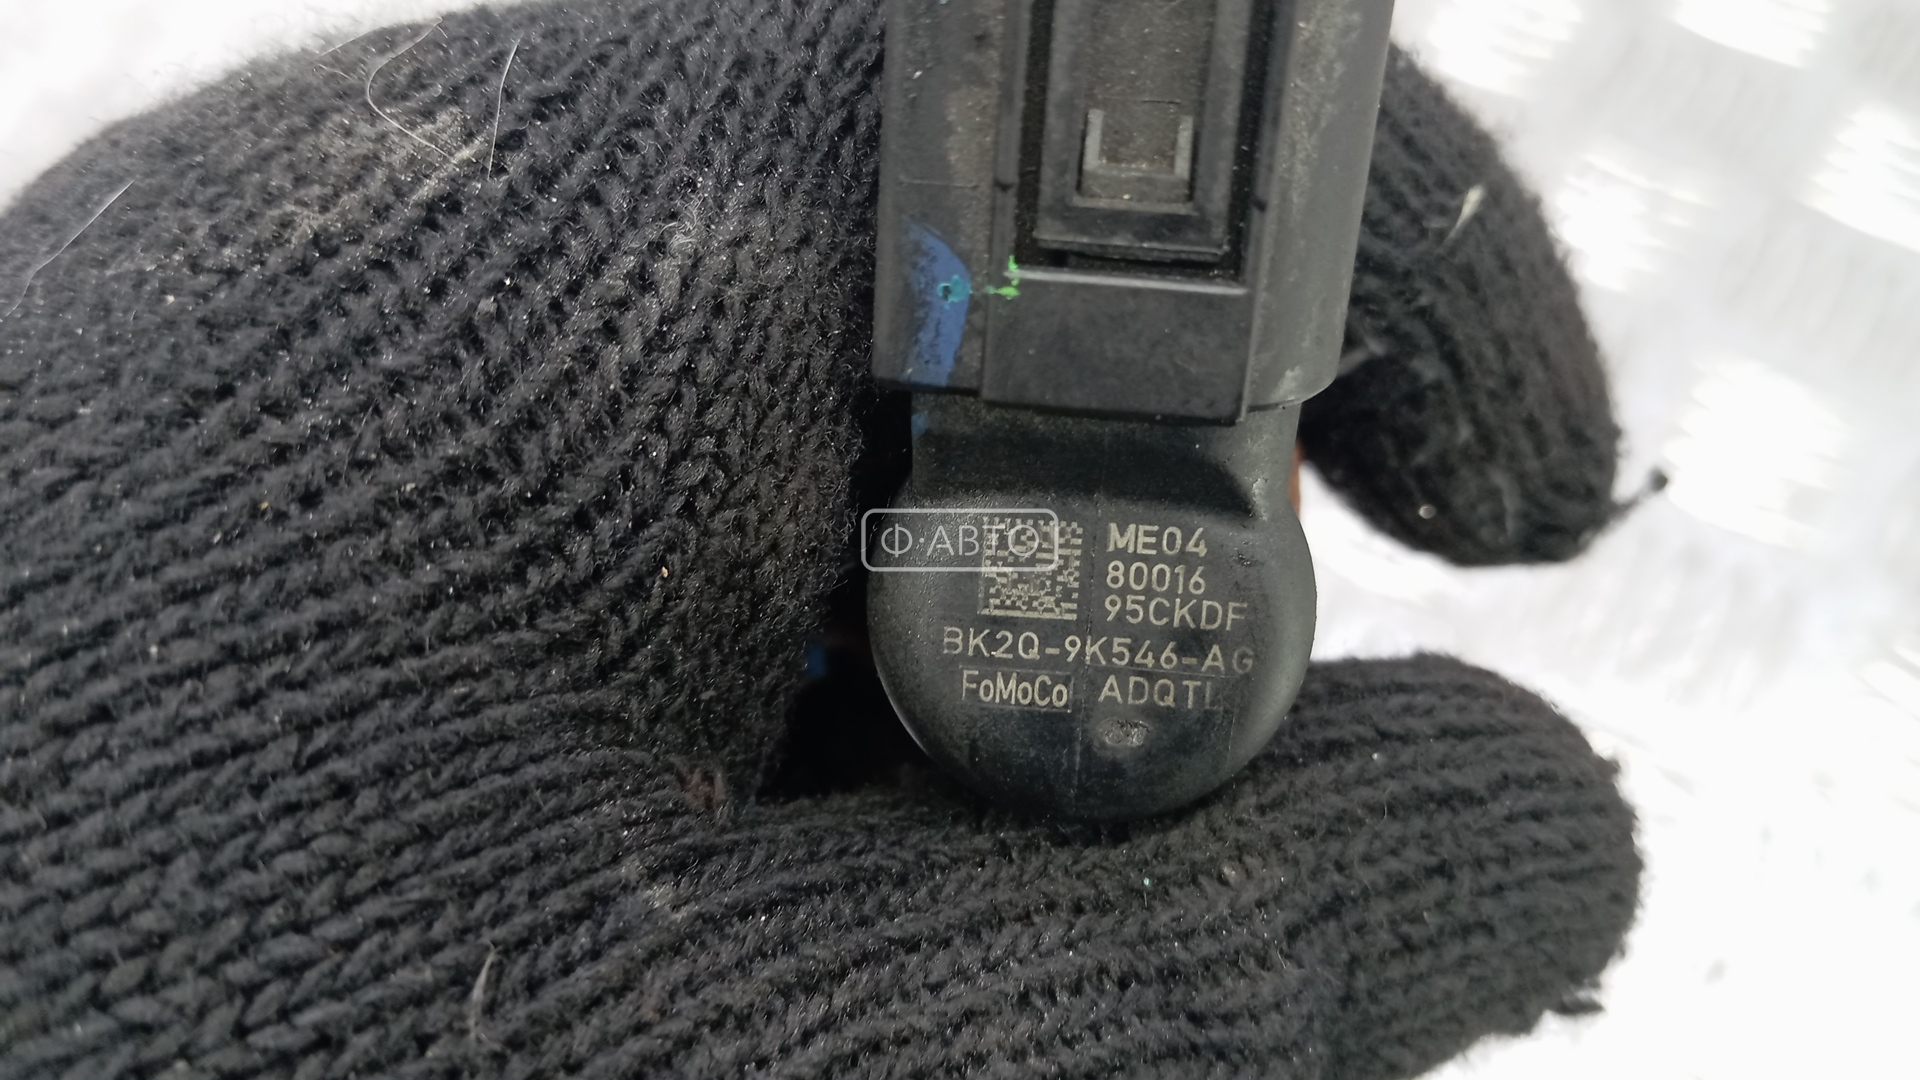 Ф·АВТО
ME04
80016
95CKDF
BK2Q-9K546-AG
FoMoCo ADQTL